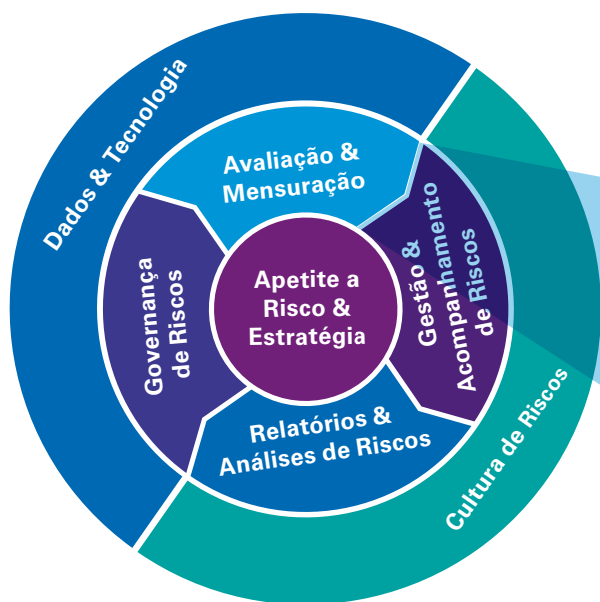 Dados & Tecnologia
Avaliação &
Mensuração
Governança
de Riscos
Apetite a
Risco &
Estratégia
Gestão &
Acompanhamento
de Riscos
Relatórios &
Análises de Riscos
Cultura de Riscos